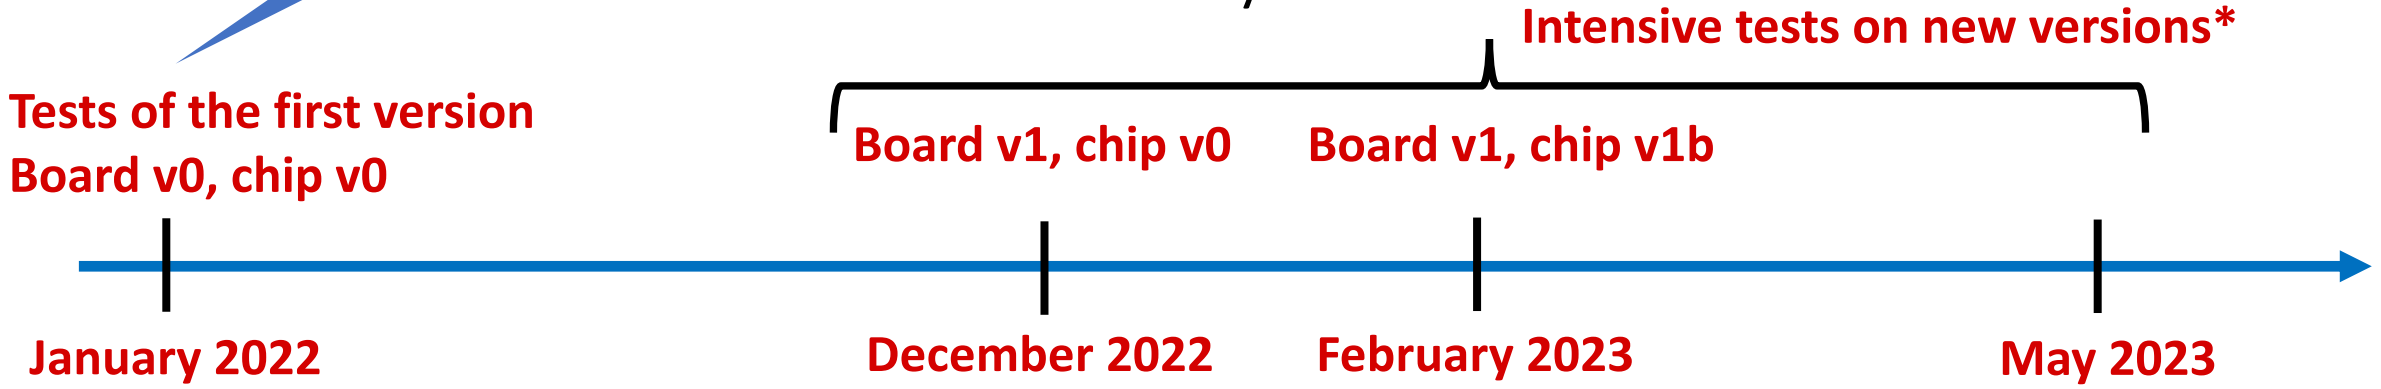 Intensive tests on new versions*
Tests of the first version
Board v0, chip v0
Board v1, chip v0
Board v1, chip v1b
January 2022
December 2022
February 2023
May 2023